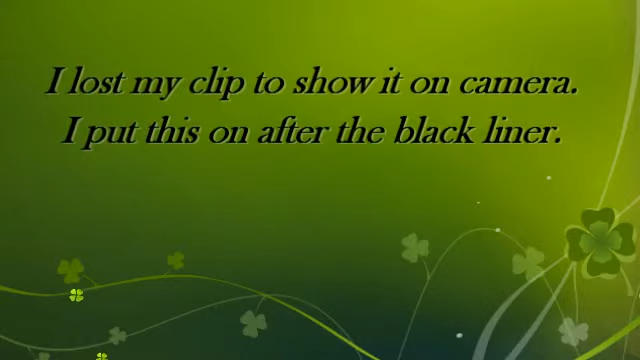 I lost my clip to show it on camera.
I put this on after the black liner.